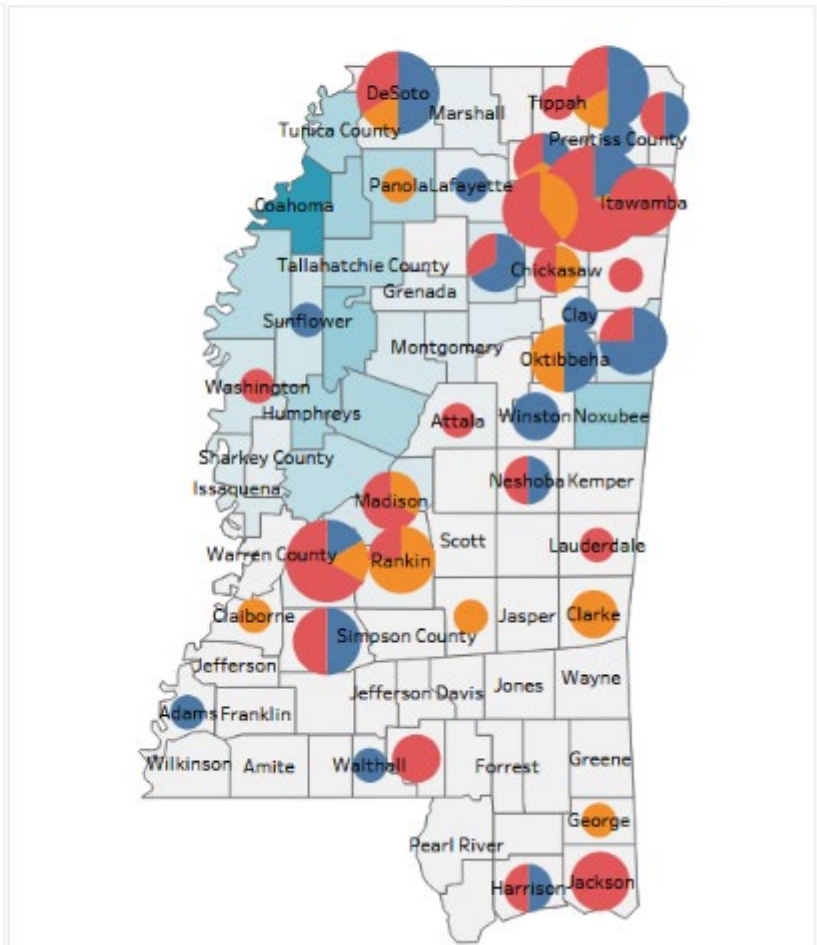 DeSoto
Marshall
Tippah
Tunica County
Prentiss County
Panola
Lafayette
Coahoma
Itawamba
Tallahatchie County
Chickasaw
Grenada
Sunflower
Clay
Montgomery
Oktibbeha
Washington
Humphreys
Attala
Winston
Noxubee
Sharkey County
Issaquena
Neshoba
Kemper
Madison
Warren County
Scott
Lauderdale
Rankin
Claiborne
Simpson County
Jasper
Clarke
Jefferson
Jefferson Davis
Jones
Wayne
Adams
Franklin
Wilkinson
Amite
Walthall
Forrest
Greene
George
Pearl River
Harrison
Jackson